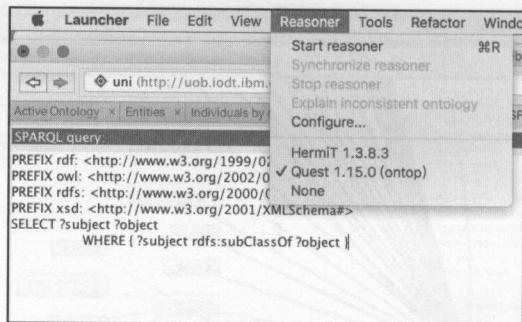 Launcher File Edit View Reasoner Tools Refactor Windo
Start reasoner ⌘R
Synchronize reasoner
Stop reasoner
Explain inconsistent ontology
Configure...
HermiT 1.3.8.3
✓ Quest 1.15.0 (ontop)
None
uni (http://uob.iodt.ibm.
Active Ontology × Entities × Individuals by
SPARQL query:
PREFIX rdf: <http://www.w3.org/1999/02
PREFIX owl: <http://www.w3.org/2002/0
PREFIX rdfs: <http://www.w3.org/2000/0
PREFIX xsd: <http://www.w3.org/2001/XMLSchema#>
SELECT ?subject ?object
WHERE { ?subject rdfs:subClassOf ?object }